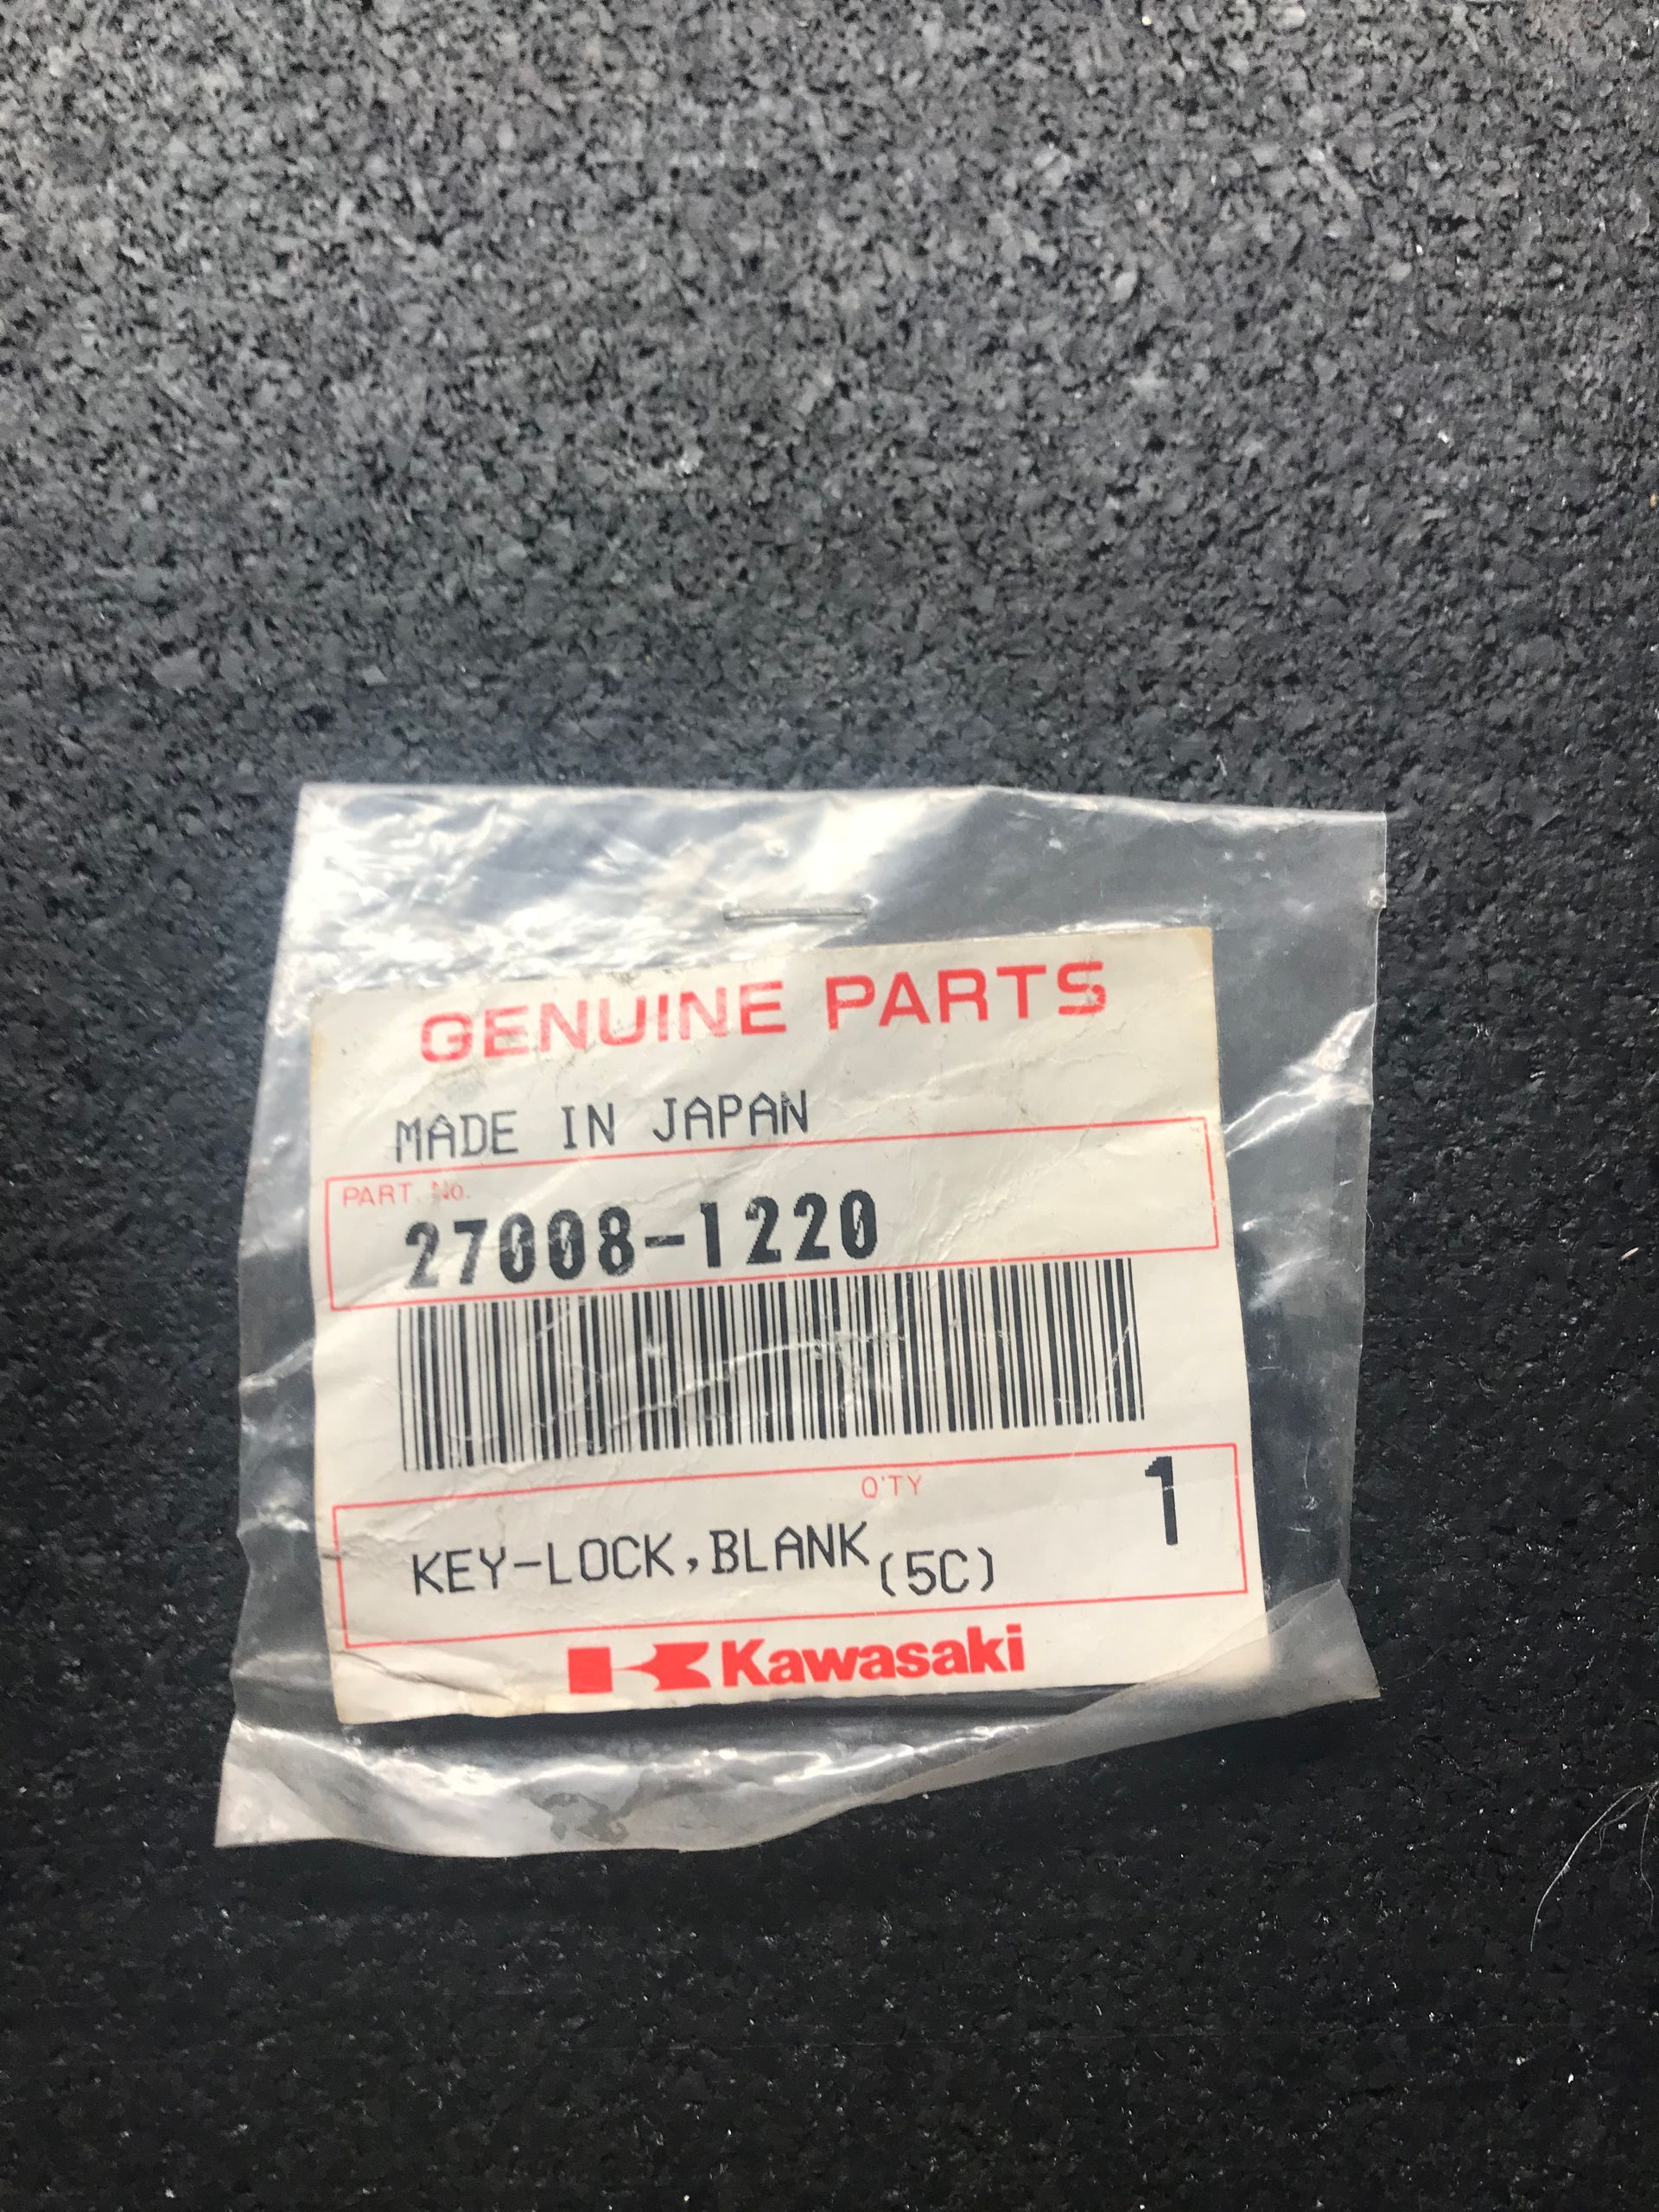 GENUINE PARTS
MADE IN JAPAN
PART. No.
27008-1220
Q'TY
1
KEY-LOCK,BLANK(5C)
Kawasaki